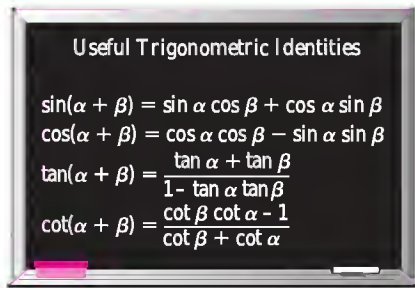 Useful Trigonometric Identities
sin(α + β) = sin α cos β + cos α sin β
cos(α + β) = cos α cos β − sin α sin β
tan(α + β) = (tan α + tan β) / (1– tan α tan β)
cot(α + β) = (cot β cot α – 1) / (cot β + cot α)